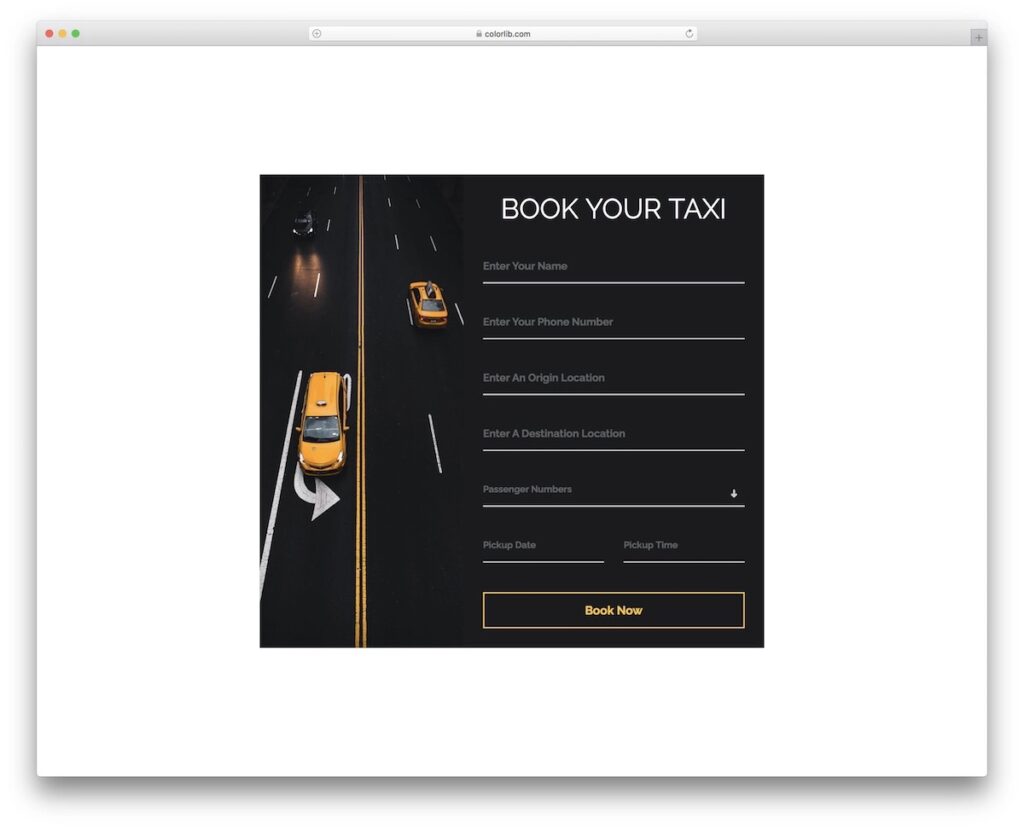 colorlib.com
BOOK YOUR TAXI
Enter Your Name
Enter Your Phone Number
Enter An Origin Location
Enter A Destination Location
Passenger Numbers
Pickup Date Pickup Time
Book Now